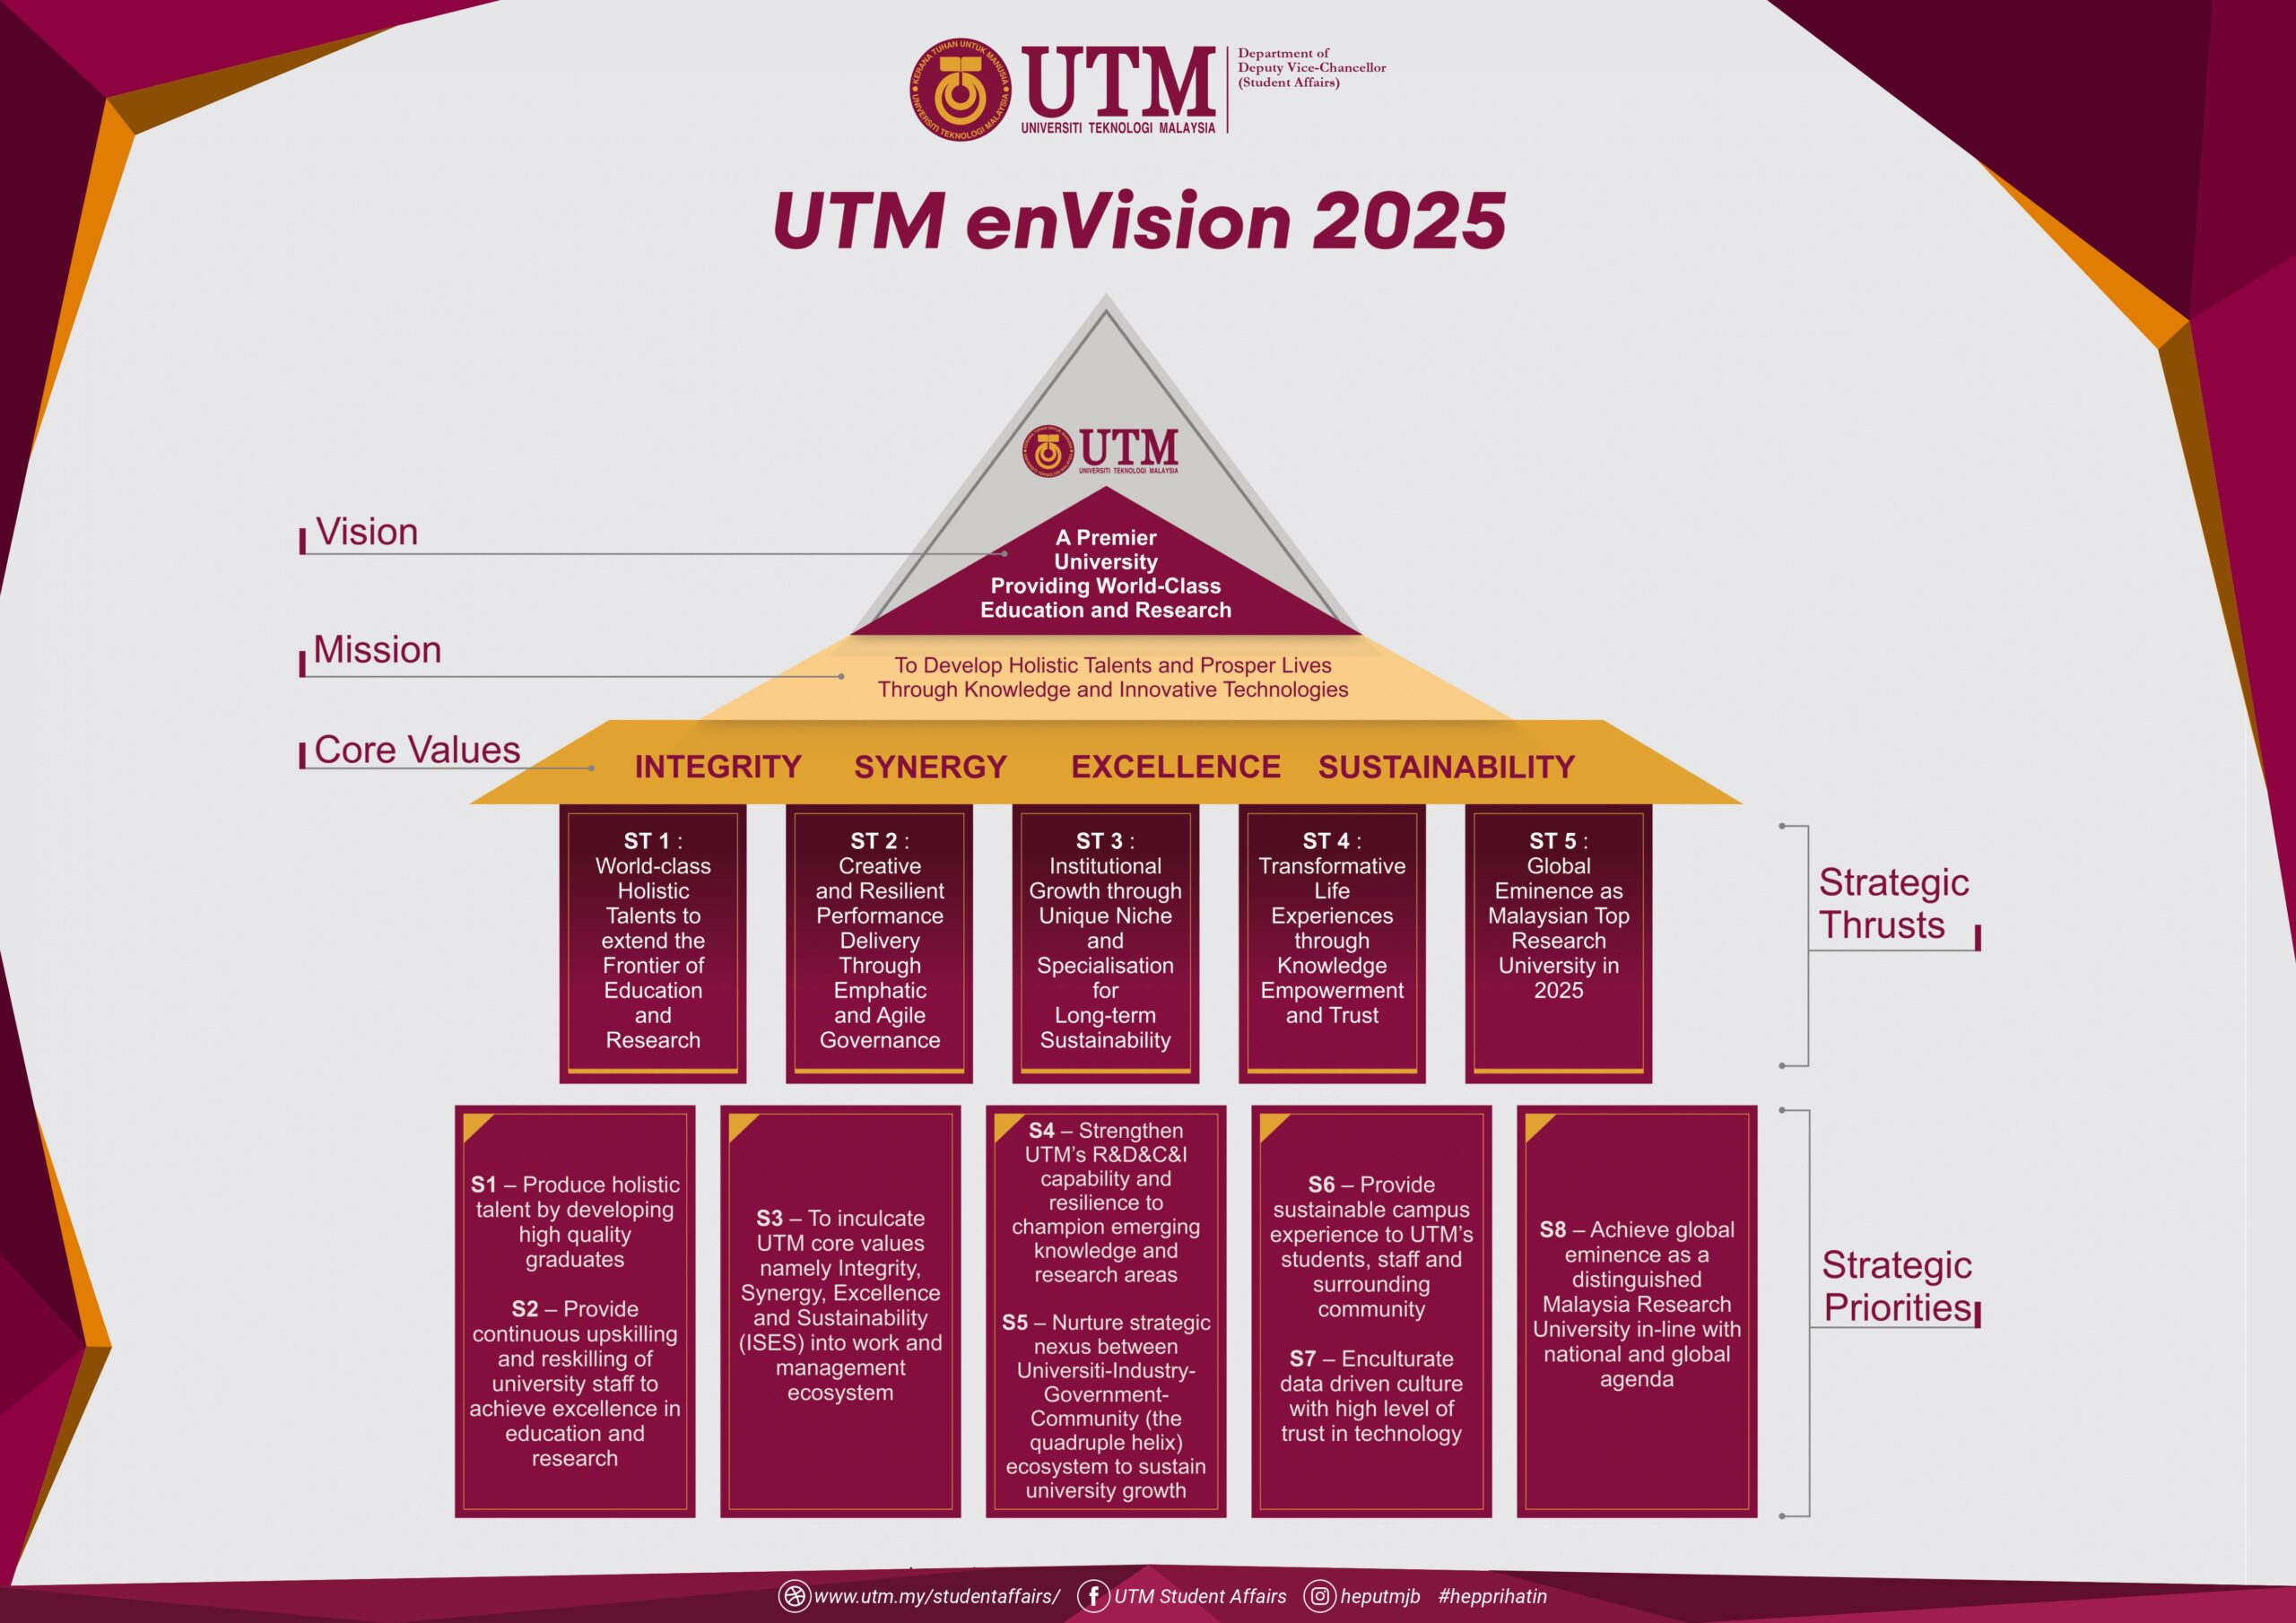 KERANA TUHAN UNTUK MANUSIA
UNIVERSITI TEKNOLOGI MALAYSIA
UTM
UNIVERSITI TEKNOLOGI MALAYSIA
Department of
Deputy Vice-Chancellor
(Student Affairs)
UTM enVision 2025
UTM
UNIVERSITI TEKNOLOGI MALAYSIA
Vision
A Premier
University
Providing World-Class
Education and Research
Mission
To Develop Holistic Talents and Prosper Lives
Through Knowledge and Innovative Technologies
Core Values
INTEGRITY SYNERGY EXCELLENCE SUSTAINABILITY
ST 1 :
World-class
Holistic
Talents to
extend the
Frontier of
Education
and
Research
ST 2 :
Creative
and Resilient
Performance
Delivery
Through
Emphatic
and Agile
Governance
ST 3 :
Institutional
Growth through
Unique Niche
and
Specialisation
for
Long-term
Sustainability
ST 4 :
Transformative
Life
Experiences
through
Knowledge
Empowerment
and Trust
ST 5 :
Global
Eminence as
Malaysian Top
Research
University in
2025
Strategic
Thrusts
S1 – Produce holistic
talent by developing
high quality
graduates
S2 – Provide
continuous upskilling
and reskilling of
university staff to
achieve excellence in
education and
research
S3 – To inculcate
UTM core values
namely Integrity,
Synergy, Excellence
and Sustainability
(ISES) into work and
management
ecosystem
S4 – Strengthen
UTM's R&D&C&I
capability and
resilience to
champion emerging
knowledge and
research areas
S5 – Nurture strategic
nexus between
Universiti-Industry-
Government-
Community (the
quadruple helix)
ecosystem to sustain
university growth
S6 – Provide
sustainable campus
experience to UTM's
students, staff and
surrounding
community
S7 – Enculturate
data driven culture
with high level of
trust in technology
S8 – Achieve global
eminence as a
distinguished
Malaysia Research
University in-line with
national and global
agenda
Strategic
Priorities
www.utm.my/studentaffairs/ UTM Student Affairs heputmjb #hepprihatin